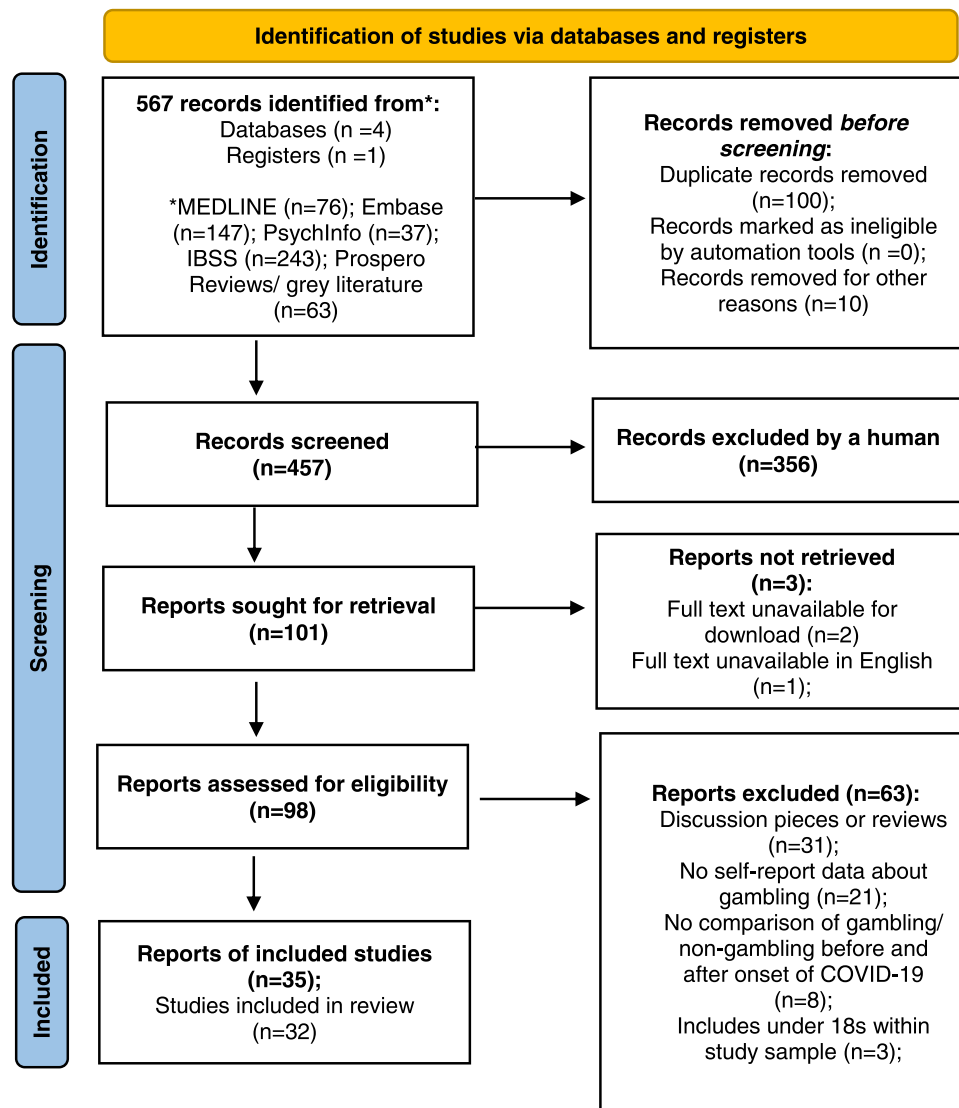 Identification of studies via databases and registers
Identification
567 records identified from*:
Databases (n =4)
Registers (n =1)
*MEDLINE (n=76); Embase
(n=147); PsychInfo (n=37);
IBSS (n=243); Prospero
Reviews/ grey literature
(n=63)
Records removed before
screening:
Duplicate records removed
(n=100);
Records marked as ineligible
by automation tools (n =0);
Records removed for other
reasons (n=10)
Screening
Records screened
(n=457)
Records excluded by a human
(n=356)
Reports sought for retrieval
(n=101)
Reports not retrieved
(n=3):
Full text unavailable for
download (n=2)
Full text unavailable in English
(n=1);
Reports assessed for eligibility
(n=98)
Reports excluded (n=63):
Discussion pieces or reviews
(n=31);
No self-report data about
gambling (n=21);
No comparison of gambling/
non-gambling before and
after onset of COVID-19
(n=8);
Includes under 18s within
study sample (n=3);
Included
Reports of included studies
(n=35);
Studies included in review
(n=32)